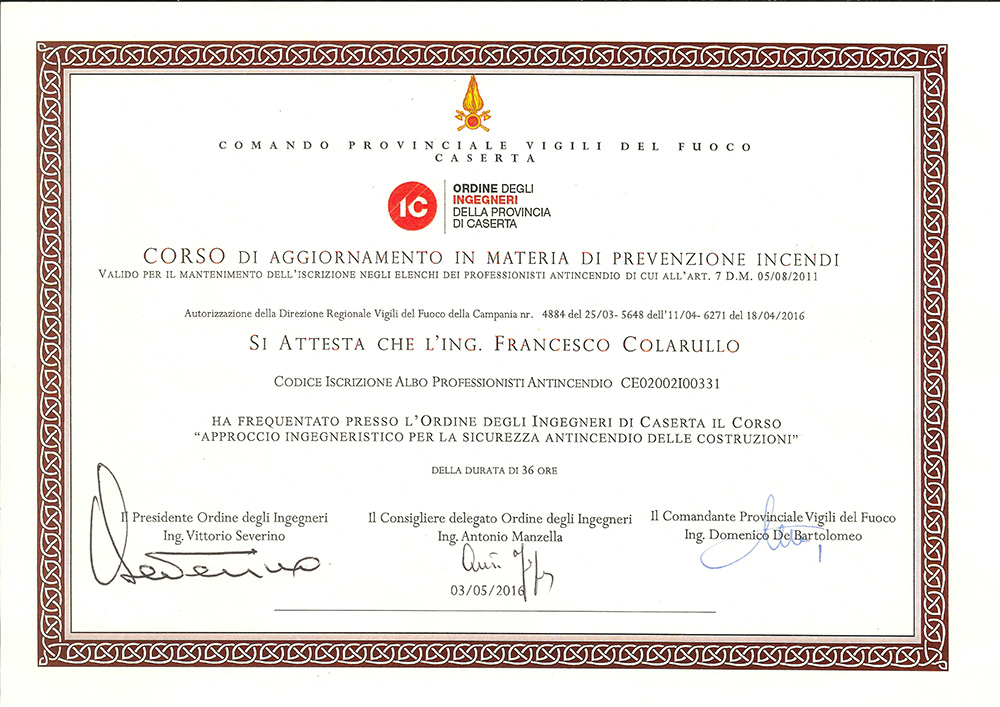 COMANDO PROVINCIALE VIGILI DEL FUOCO
CASERTA
IC
ORDINE DEGLI
INGEGNERI
DELLA PROVINCIA
DI CASERTA
CORSO DI AGGIORNAMENTO IN MATERIA DI PREVENZIONE INCENDI
VALIDO PER IL MANTENIMENTO DELL'ISCRIZIONE NEGLI ELENCHI DEI PROFESSIONISTI ANTINCENDIO DI CUI ALL'ART. 7 D.M. 05/08/2011
Autorizzazione della Direzione Regionale Vigili del Fuoco della Campania nr. 4884 del 25/03- 5648 dell'11/04- 6271 del 18/04/2016
SI ATTESTA CHE L'ING. FRANCESCO COLARULLO
CODICE ISCRIZIONE ALBO PROFESSIONISTI ANTINCENDIO CE02002I00331
HA FREQUENTATO PRESSO L'ORDINE DEGLI INGEGNERI DI CASERTA IL CORSO
"APPROCCIO INGEGNERISTICO PER LA SICUREZZA ANTINCENDIO DELLE COSTRUZIONI"
DELLA DURATA DI 36 ORE
Il Presidente Ordine degli Ingegneri
Ing. Vittorio Severino
Il Consigliere delegato Ordine degli Ingegneri
Ing. Antonio Manzella
Il Comandante Provinciale Vigili del Fuoco
Ing. Domenico De Bartolomeo
Severino
03/05/2016